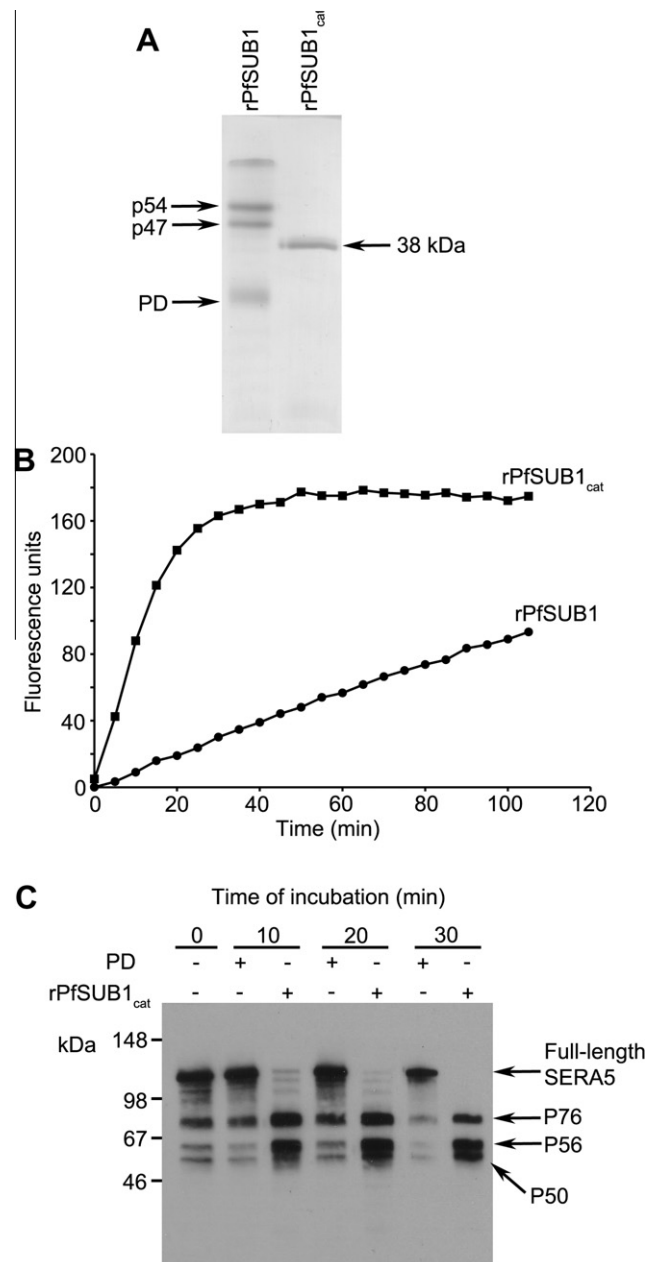 A
rPfSUB1
rPfSUB1cat
p54
p47
PD
38 kDa
B
200
160
120
80
40
0
Fluorescence units
rPfSUB1cat
rPfSUB1
0 20 40 60 80 100 120
Time (min)
C
Time of incubation (min)
0 10 20 30
PD - + - + - + -
rPfSUB1cat - - + - + - +
kDa
148
98
67
46
Full-length
SERA5
P76
P56
P50